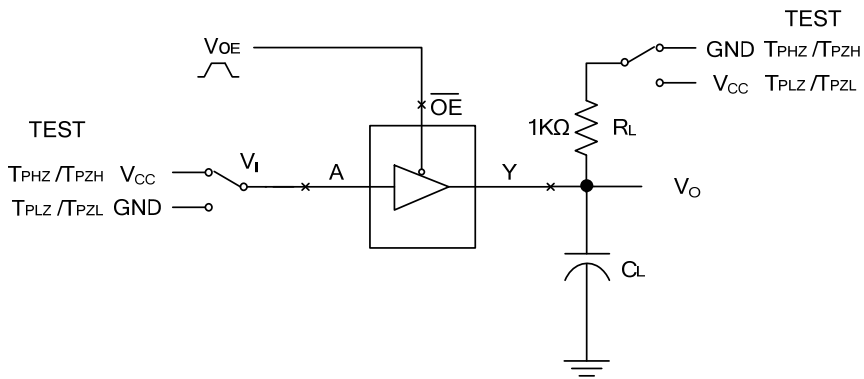 TEST
VOE
GND TPHZ /TPZH
VCC TPLZ /TPZL
OE
1KΩ RL
TEST
TPHZ /TPZH VCC
VI
A
Y
VO
TPLZ /TPZL GND
CL